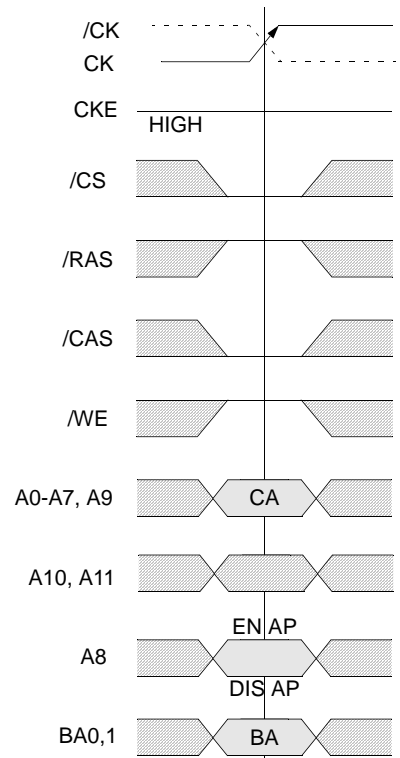 /CK
CK
CKE
HIGH
/CS
/RAS
/CAS
/WE
A0-A7, A9
CA
A10, A11
EN AP
A8
DIS AP
BA0,1
BA